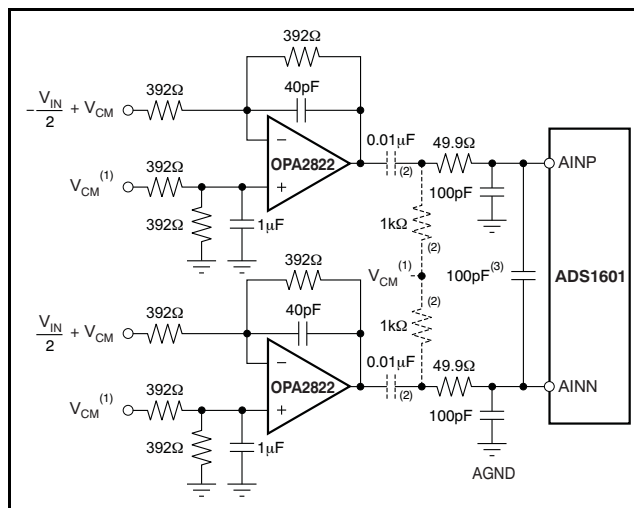 392Ω
40pF
392Ω
−V_IN/2 + V_CM
−
OPA2822
+
0.01µF
(2)
49.9Ω
AINP
392Ω
V_CM(1)
392Ω
1µF
100pF
1kΩ
(2)
V_CM(1)
100pF(3)
ADS1601
392Ω
40pF
(2)
1kΩ
392Ω
V_IN/2 + V_CM
−
OPA2822
+
0.01µF
(2)
49.9Ω
AINN
392Ω
V_CM(1)
392Ω
1µF
100pF
AGND